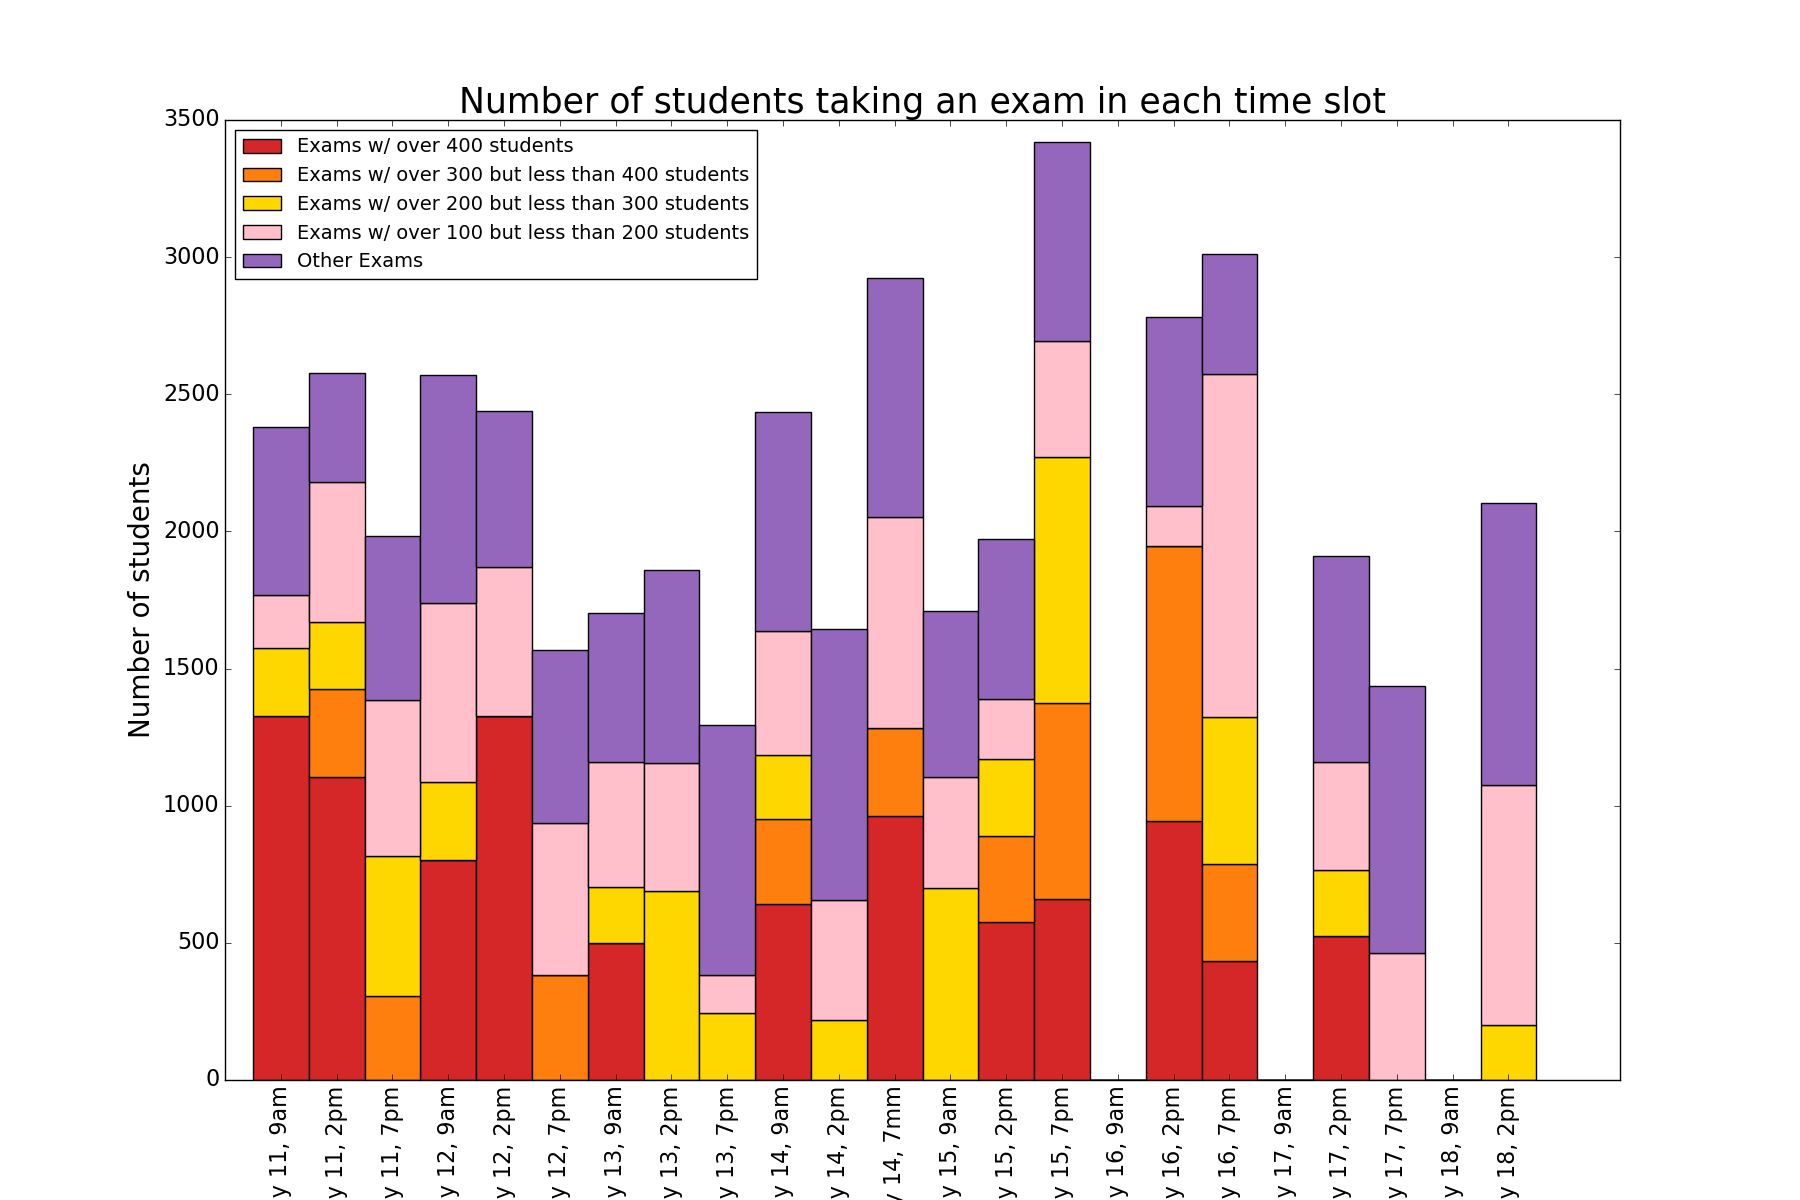 Number of students taking an exam in each time slot
Exams w/ over 400 students
Exams w/ over 300 but less than 400 students
Exams w/ over 200 but less than 300 students
Exams w/ over 100 but less than 200 students
Other Exams
Number of students
3500
3000
2500
2000
1500
1000
500
0
y 11, 9am
y 11, 2pm
y 11, 7pm
y 12, 9am
y 12, 2pm
y 12, 7pm
y 13, 9am
y 13, 2pm
y 13, 7pm
y 14, 9am
y 14, 2pm
y 14, 7mm
y 15, 9am
y 15, 2pm
y 15, 7pm
y 16, 9am
y 16, 2pm
y 16, 7pm
y 17, 9am
y 17, 2pm
y 17, 7pm
y 18, 9am
y 18, 2pm